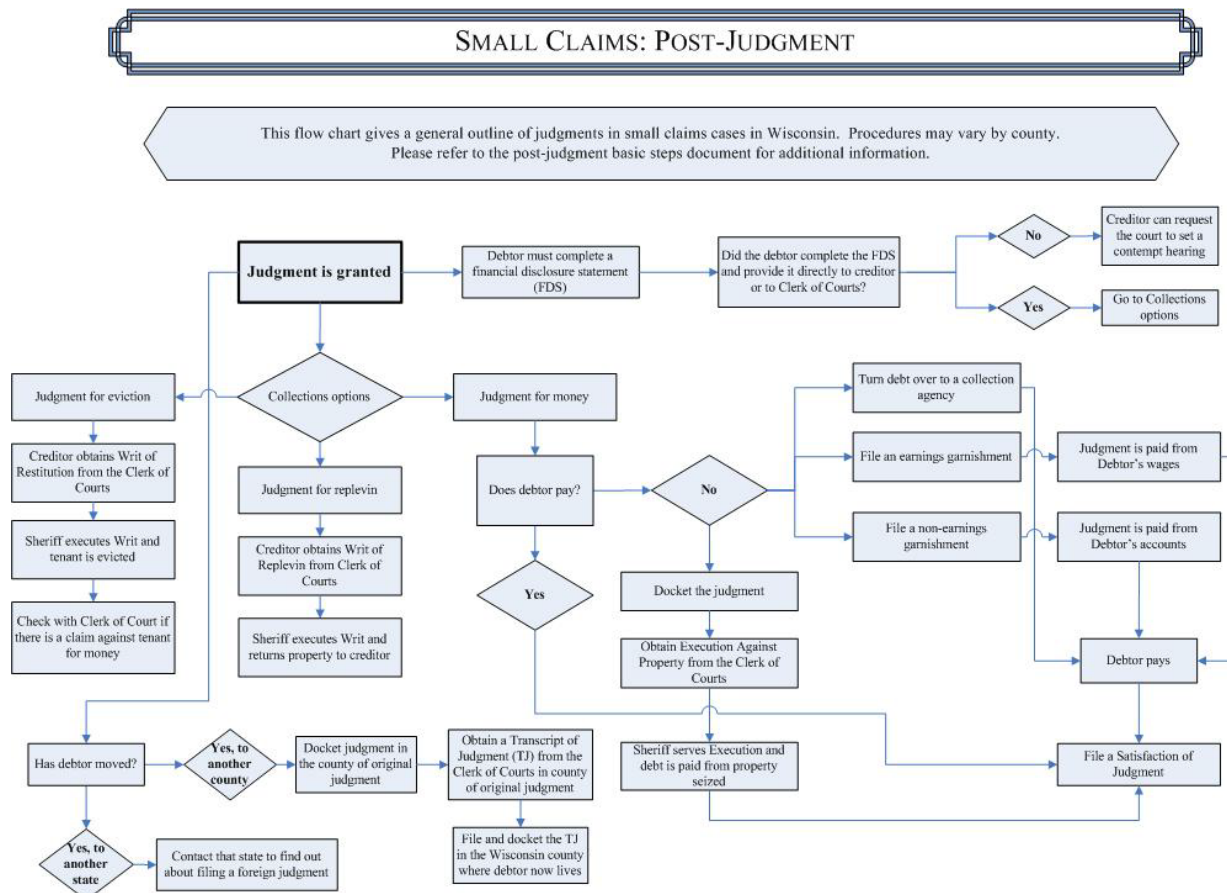 SMALL CLAIMS: POST-JUDGMENT
This flow chart gives a general outline of judgments in small claims cases in Wisconsin.  Procedures may vary by county.
Please refer to the post-judgment basic steps document for additional information.
Judgment is granted
Debtor must complete a
financial disclosure statement
(FDS)
Did the debtor complete the FDS
and provide it directly to creditor
or to Clerk of Courts?
No
Creditor can request
the court to set a
contempt hearing
Yes
Go to Collections
options
Judgment for eviction
Collections options
Judgment for money
Creditor obtains Writ of
Restitution from the Clerk of
Courts
Sheriff executes Writ and
tenant is evicted
Check with Clerk of Court if
there is a claim against tenant
for money
Judgment for replevin
Creditor obtains Writ of
Replevin from Clerk of
Courts
Sheriff executes Writ and
returns property to creditor
Does debtor pay?
No
Yes
Turn debt over to a collection
agency
File an earnings garnishment
Judgment is paid from
Debtor's wages
File a non-earnings
garnishment
Judgment is paid from
Debtor's accounts
Docket the judgment
Obtain Execution Against
Property from the Clerk of
Courts
Sheriff serves Execution and
debt is paid from property
seized
Debtor pays
File a Satisfaction of
Judgment
Has debtor moved?
Yes, to
another
county
Docket judgment in
the county of original
judgment
Obtain a Transcript of
Judgment (TJ) from the
Clerk of Courts in county
of original judgment
File and docket the TJ
in the Wisconsin county
where debtor now lives
Yes, to
another
state
Contact that state to find out
about filing a foreign judgment